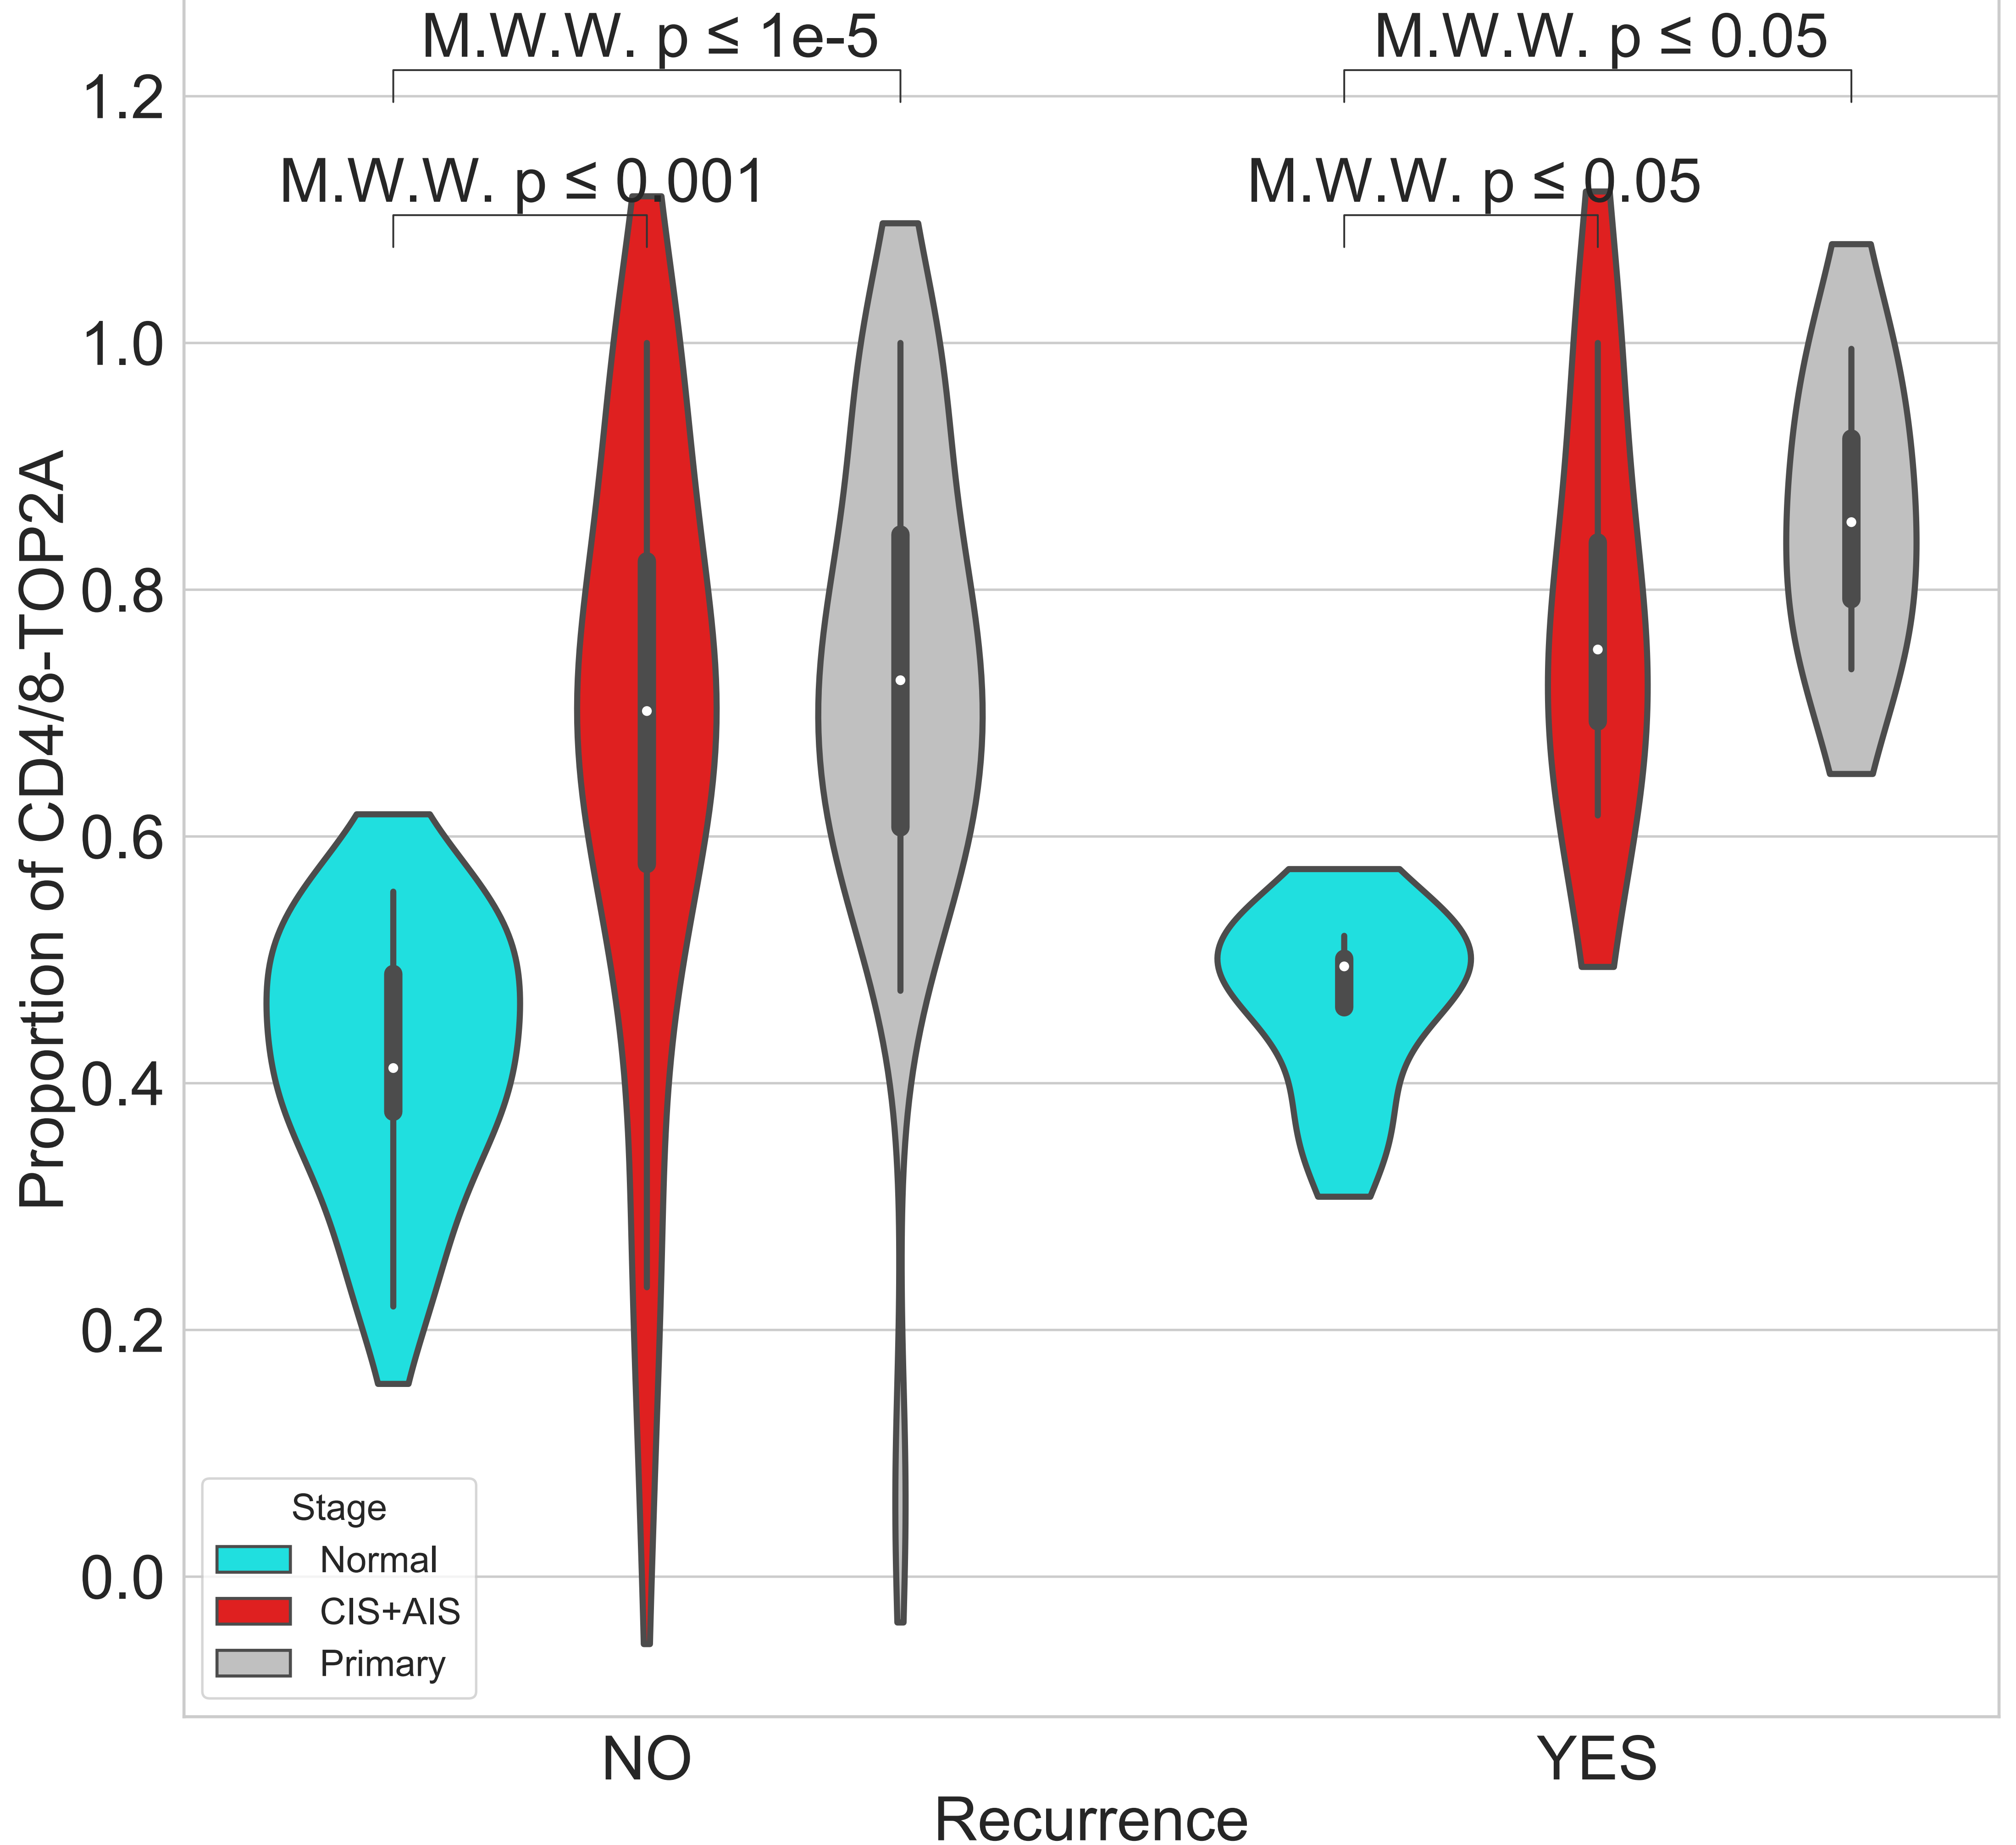 M.W.W. p ≤ 1e-5
M.W.W. p ≤ 0.05
M.W.W. p ≤ 0.001
M.W.W. p ≤ 0.05
Proportion of CD4/8-TOP2A
1.2
1.0
0.8
0.6
0.4
0.2
0.0
Stage
Normal
CIS+AIS
Primary
NO
YES
Recurrence